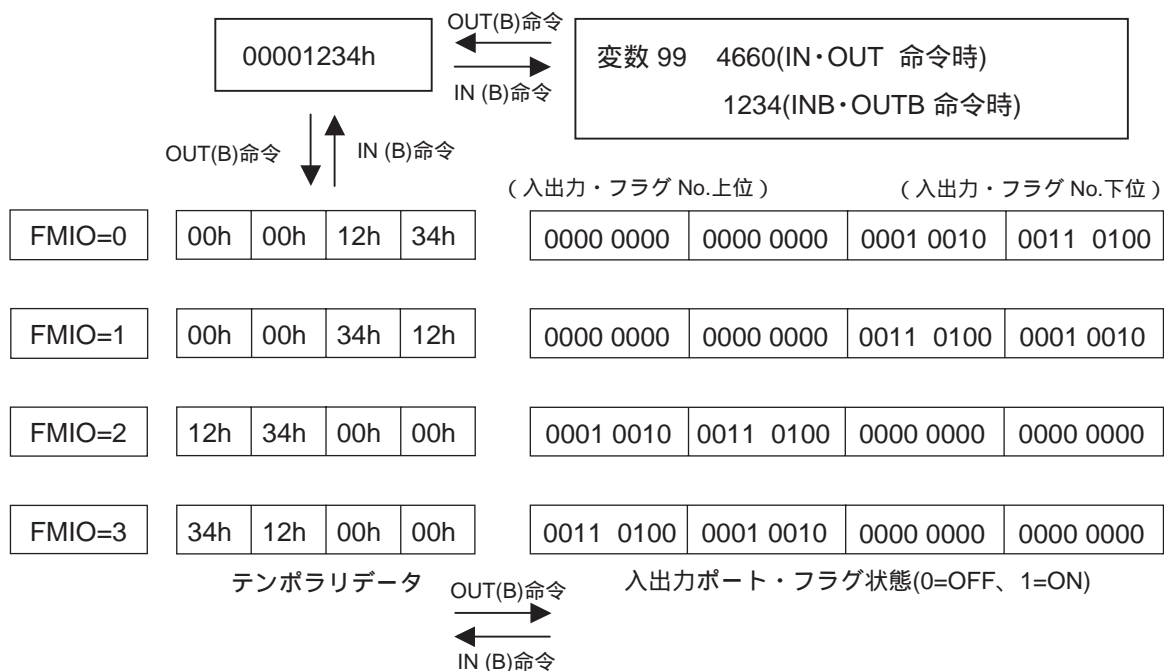 OUT(B)命令
00001234h
変数 99 4660(IN・OUT 命令時)
IN (B)命令
1234(INB・OUTB 命令時)
OUT(B)命令 IN (B)命令
(入出力・フラグ No.上位) (入出力・フラグ No.下位)
FMIO=0 00h 00h 12h 34h 0000 0000 0000 0000 0001 0010 0011 0100
FMIO=1 00h 00h 34h 12h 0000 0000 0000 0000 0011 0100 0001 0010
FMIO=2 12h 34h 00h 00h 0001 0010 0011 0100 0000 0000 0000 0000
FMIO=3 34h 12h 00h 00h 0011 0100 0001 0010 0000 0000 0000 0000
テンポラリデータ 入出力ポート・フラグ状態(0=OFF、1=ON)
OUT(B)命令
IN (B)命令